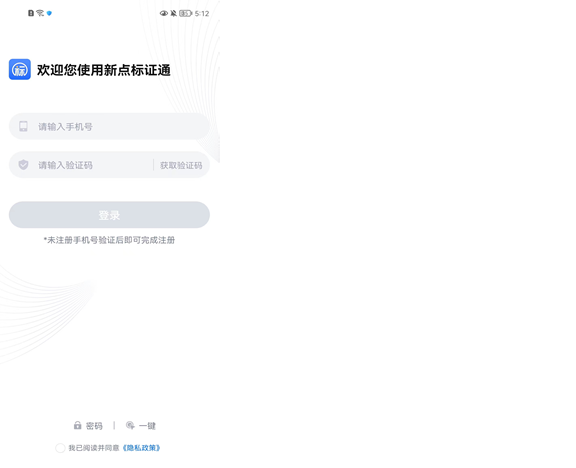 5:12
标
欢迎您使用新点标证通
请输入手机号
请输入验证码 获取验证码
登录
*未注册手机号验证后即可完成注册
密码 | 一键
我已阅读并同意《隐私政策》